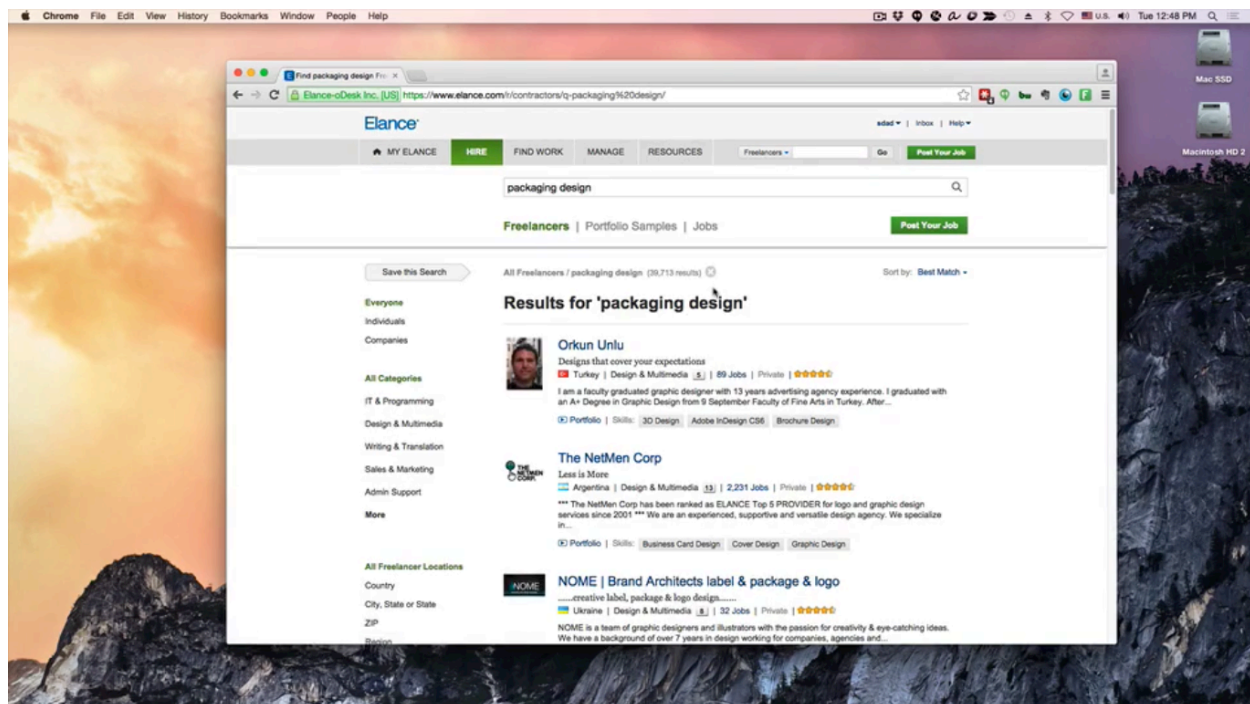 Chrome File Edit View History Bookmarks Window People Help
U.S. Tue 12:48 PM
Mac SSD
Macintosh HD 2
Find packaging design Fre
Elance-oDesk Inc. [US] https://www.elance.com/r/contractors/q-packaging%20design/
Elance
adad | Inbox | Help
MY ELANCE HIRE FIND WORK MANAGE RESOURCES Freelancers Go Post Your Job
packaging design
Freelancers | Portfolio Samples | Jobs Post Your Job
Save this Search
All Freelancers / packaging design (39,713 results)
Sort by: Best Match
Everyone
Individuals
Companies
All Categories
IT & Programming
Design & Multimedia
Writing & Translation
Sales & Marketing
Admin Support
More
All Freelancer Locations
Country
City, State or State
ZIP
Region
Results for 'packaging design'
Orkun Unlu
Designs that cover your expectations
Turkey | Design & Multimedia 5 | 89 Jobs | Private |
I am a faculty graduated graphic designer with 13 years advertising agency experience. I graduated with
an A+ Degree in Graphic Design from 9 September Faculty of Fine Arts in Turkey. After...
Portfolio | Skills: 3D Design Adobe InDesign CS6 Brochure Design
THE NETMEN CORP.
The NetMen Corp
Less is More
Argentina | Design & Multimedia 13 | 2,231 Jobs | Private |
*** The NetMen Corp has been ranked as ELANCE Top 5 PROVIDER for logo and graphic design
services since 2001 *** We are an experienced, supportive and versatile design agency. We specialize
in...
Portfolio | Skills: Business Card Design Cover Design Graphic Design
NOME
NOME | Brand Architects label & package & logo
......creative label, package & logo design.......
Ukraine | Design & Multimedia 8 | 32 Jobs | Private |
NOME is a team of graphic designers and illustrators with the passion for creativity & eye-catching ideas.
We have a background of over 7 years in design working for companies, agencies and...